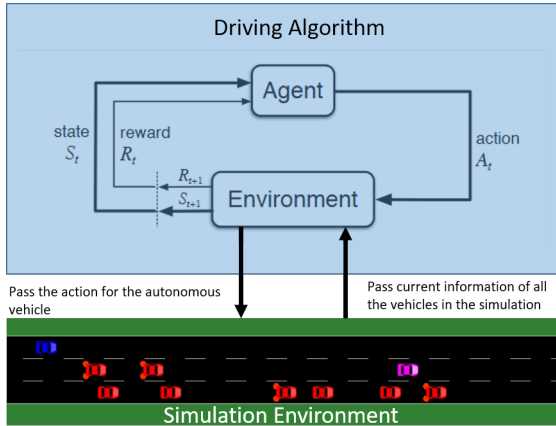 Driving Algorithm
Agent
state
S_t
reward
R_t
action
A_t
R_{t+1}
S_{t+1}
Environment
Pass the action for the autonomous
vehicle
Pass current information of all
the vehicles in the simulation
Simulation Environment